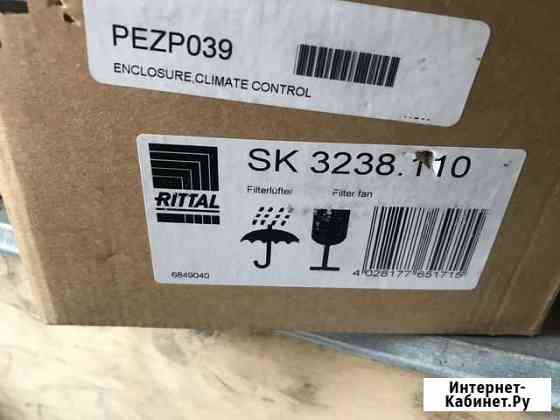 PEZP039
ENCLOSURE,CLIMATE CONTROL
RITTAL
SK 3238.110
Filterlüfter Filter fan
6849040
4 028177 651715
Интернет-
Кабинет.Ру